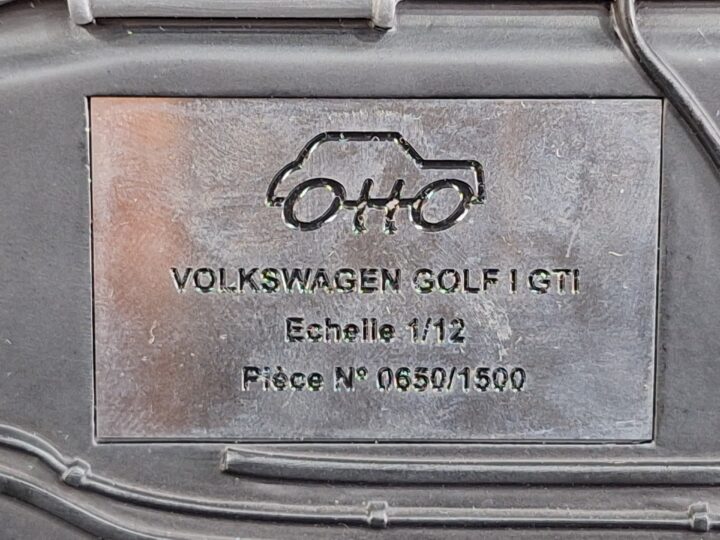 OttO
VOLKSWAGEN GOLF I GTI
Echelle 1/12
Pièce N° 0650/1500